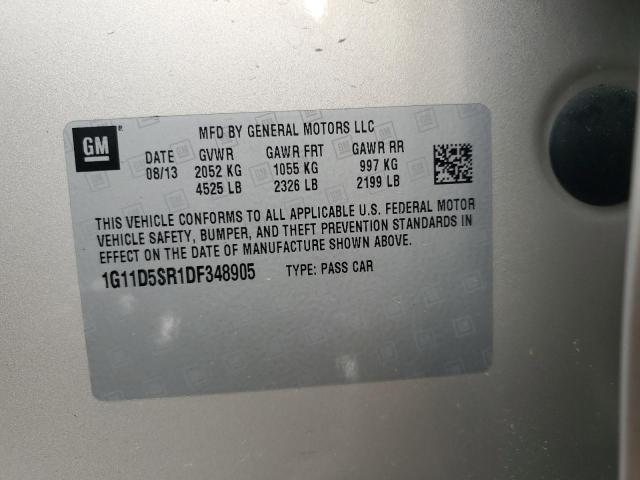 GM
MFD BY GENERAL MOTORS LLC
DATE GVWR GAWR FRT GAWR RR
08/13 2052 KG 1055 KG 997 KG
4525 LB 2326 LB 2199 LB
THIS VEHICLE CONFORMS TO ALL APPLICABLE U.S. FEDERAL MOTOR
VEHICLE SAFETY, BUMPER, AND THEFT PREVENTION STANDARDS IN
EFFECT ON THE DATE OF MANUFACTURE SHOWN ABOVE.
1G11D5SR1DF348905 TYPE: PASS CAR